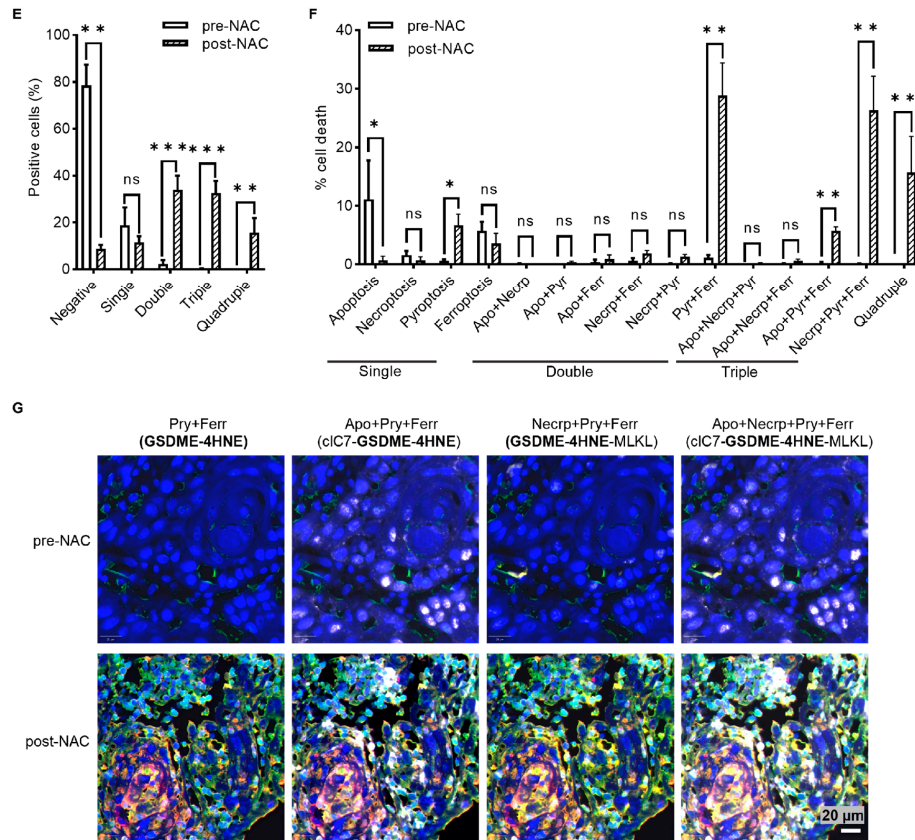 E
pre-NAC
post-NAC
Positive cells (%)
100
80
60
40
20
0
* *
ns
* * *
* * *
* *
Negative
Single
Double
Triple
Quadruple
F
pre-NAC
post-NAC
% cell death
40
30
20
10
0
*
ns
*
ns
ns
ns
ns
ns
ns
* *
ns
ns
* *
* *
* *
Apoptosis
Necroptosis
Pyroptosis
Ferroptosis
Apo+Necrp
Apo+Pyr
Apo+Ferr
Necrp+Ferr
Necrp+Pyr
Pyr+Ferr
Apo+Necrp+Pyr
Apo+Necrp+Ferr
Apo+Pyr+Ferr
Necrp+Pyr+Ferr
Quadruple
Single
Double
Triple
G
Pry+Ferr
(GSDME-4HNE)
Apo+Pry+Ferr
(clC7-GSDME-4HNE)
Necrp+Pry+Ferr
(GSDME-4HNE-MLKL)
Apo+Necrp+Pry+Ferr
(clC7-GSDME-4HNE-MLKL)
pre-NAC
post-NAC
20 µm